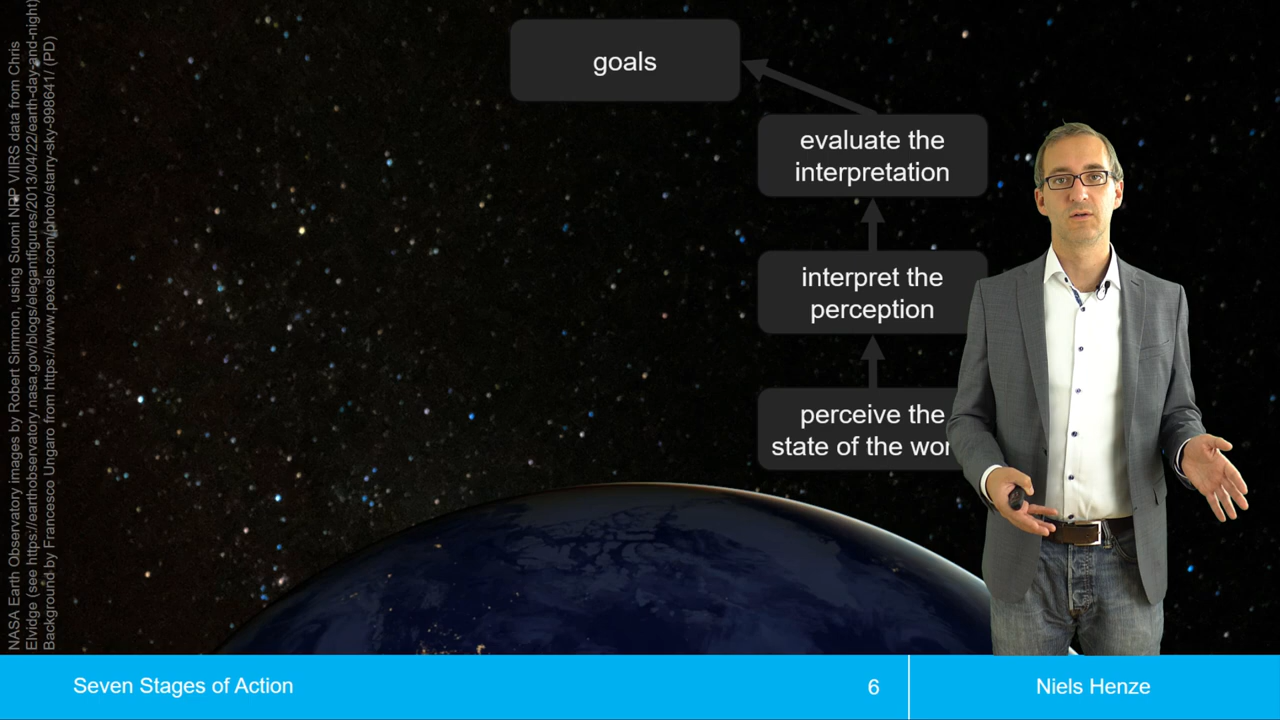 NASA Earth Observatory images by Robert Simmon, using Suomi NPP VIIRS data from Chris
Elvidge (see https://earthobservatory.nasa.gov/blogs/elegantfigures/2013/04/22/earth-day-and-night)
Background by Francesco Ungaro from https://www.pexels.com/photo/starry-sky-998641/ (PD)
goals
evaluate the
interpretation
interpret the
perception
perceive the
state of the
Seven Stages of Action
6
Niels Henze